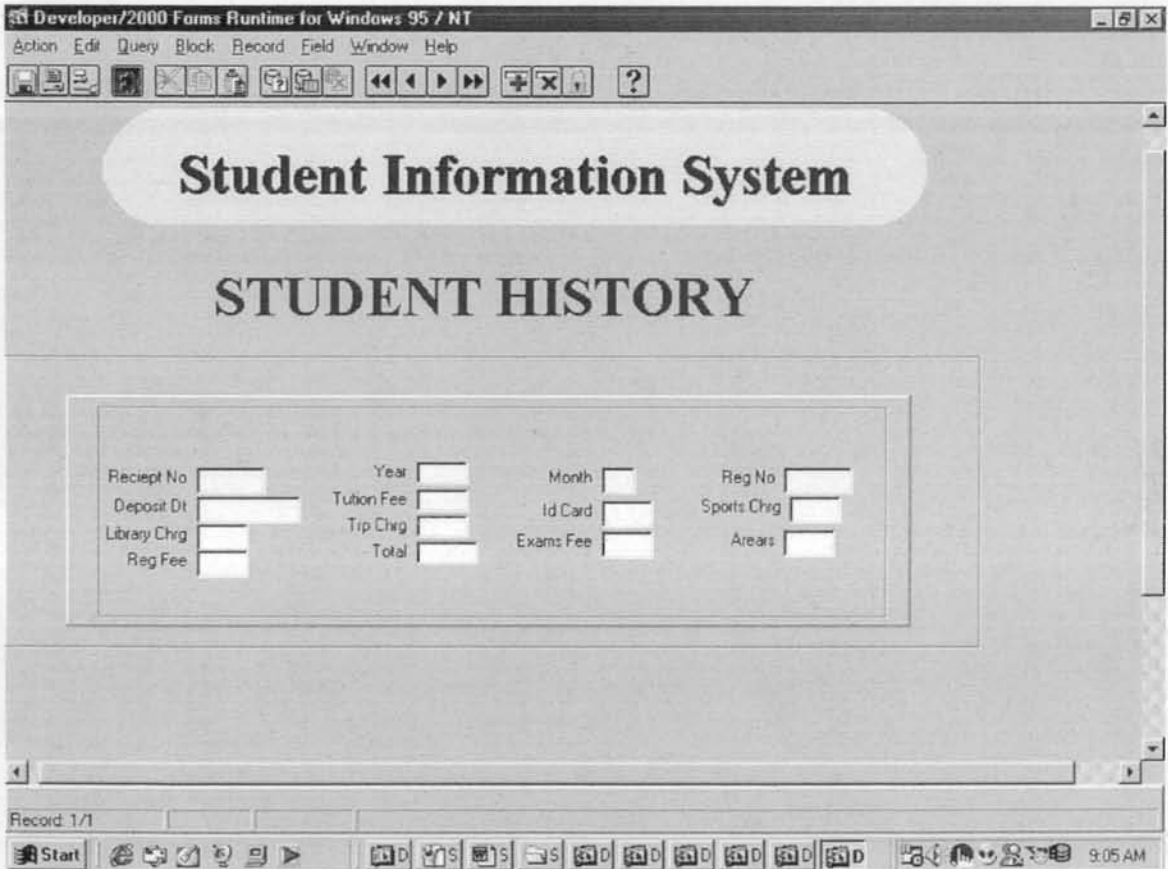 Developer/2000 Forms Runtime for Windows 95 / NT
Action Edit Query Block Record Field Window Help
?
Student Information System
STUDENT HISTORY
Reciept No Year Month Reg No
Deposit Dt Tution Fee Id Card Sports Chrg
Library Chrg Trp Chrg Exams Fee Arears
Reg Fee Total
Record: 1/1
Start D S S S D D D D D D 9:05 AM